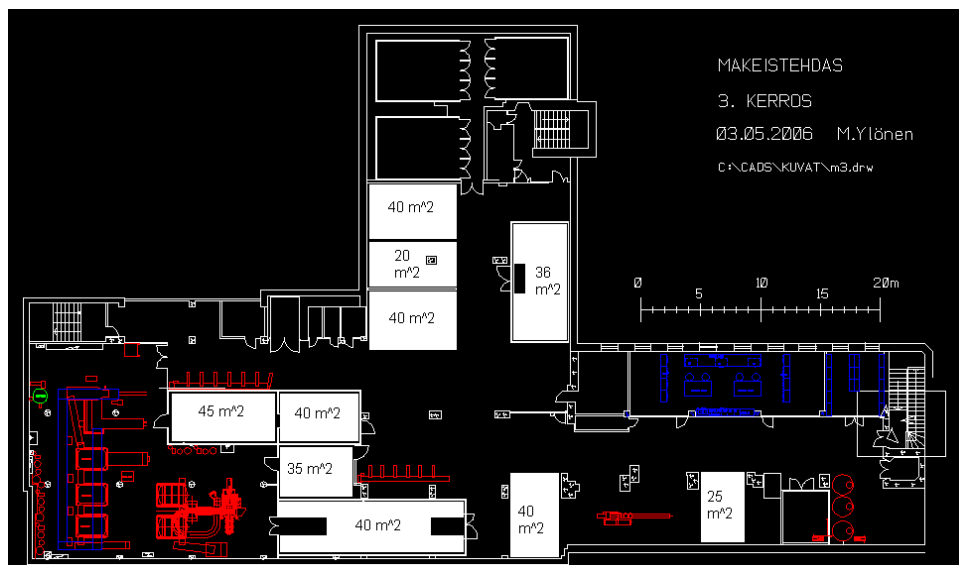 MAKEISTEHDAS
3. KERROS
03.05.2006 M.Ylönen
C:\CADS\KUVAT\m3.drw
40 m^2
20
m^2
36
m^2
40 m^2
0 5 10 15 20m
45 m^2
40 m^2
35 m^2
40 m^2
40
m^2
25
m^2